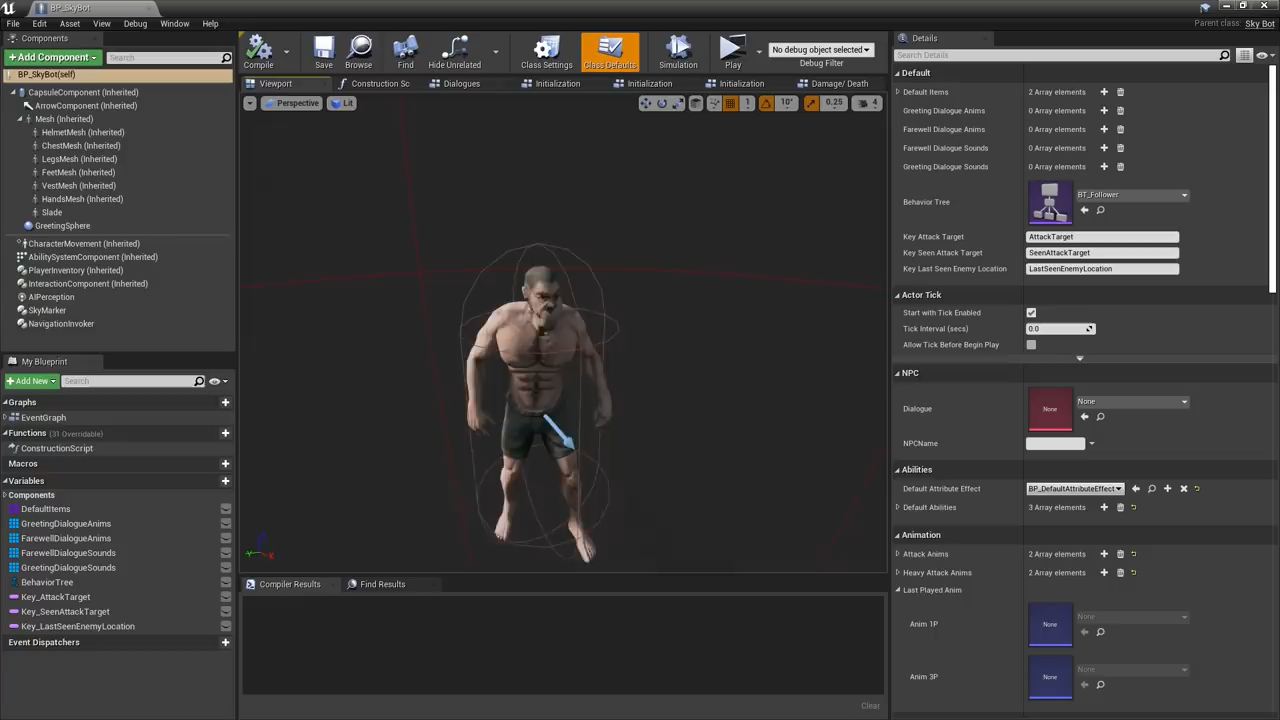 BP_SkyBot
File Edit Asset View Debug Window Help
Parent class: Sky Bot
Components
+Add Component
Search
BP_SkyBot(self)
CapsuleComponent (Inherited)
ArrowComponent (Inherited)
Mesh (Inherited)
HelmetMesh (Inherited)
ChestMesh (Inherited)
LegsMesh (Inherited)
FeetMesh (Inherited)
VestMesh (Inherited)
HandsMesh (Inherited)
Slade
GreetingSphere
CharacterMovement (Inherited)
AbilitySystemComponent (Inherited)
PlayerInventory (Inherited)
InteractionComponent (Inherited)
AIPerception
SkyMarker
NavigationInvoker
My Blueprint
+Add New
Search
Graphs
EventGraph
Functions (31 Overridable)
ConstructionScript
Macros
Variables
Components
DefaultItems
GreetingDialogueAnims
FarewellDialogueAnims
FarewellDialogueSounds
GreetingDialogueSounds
BehaviorTree
Key_AttackTarget
Key_SeenAttackTarget
Key_LastSeenEnemyLocation
Event Dispatchers
Compile
Save
Browse
Find
Hide Unrelated
Class Settings
Class Defaults
Simulation
Play
No debug object selected
Debug Filter
Viewport
Construction Sc
Dialogues
Initialization
Initialization
Initialization
Damage/ Death
Perspective
Lit
1
10°
0.25
4
Compiler Results
Find Results
Clear
Details
Search Details
Default
Default Items 2 Array elements
Greeting Dialogue Anims 0 Array elements
Farewell Dialogue Anims 0 Array elements
Farewell Dialogue Sounds 0 Array elements
Greeting Dialogue Sounds 0 Array elements
Behavior Tree BT_Follower
Key Attack Target AttackTarget
Key Seen Attack Target SeenAttackTarget
Key Last Seen Enemy Location LastSeenEnemyLocation
Actor Tick
Start with Tick Enabled
Tick Interval (secs) 0.0
Allow Tick Before Begin Play
NPC
Dialogue None None
NPCName
Abilities
Default Attribute Effect BP_DefaultAttributeEffect
Default Abilities 3 Array elements
Animation
Attack Anims 2 Array elements
Heavy Attack Anims 2 Array elements
Last Played Anim
Anim 1P None None
Anim 3P None None